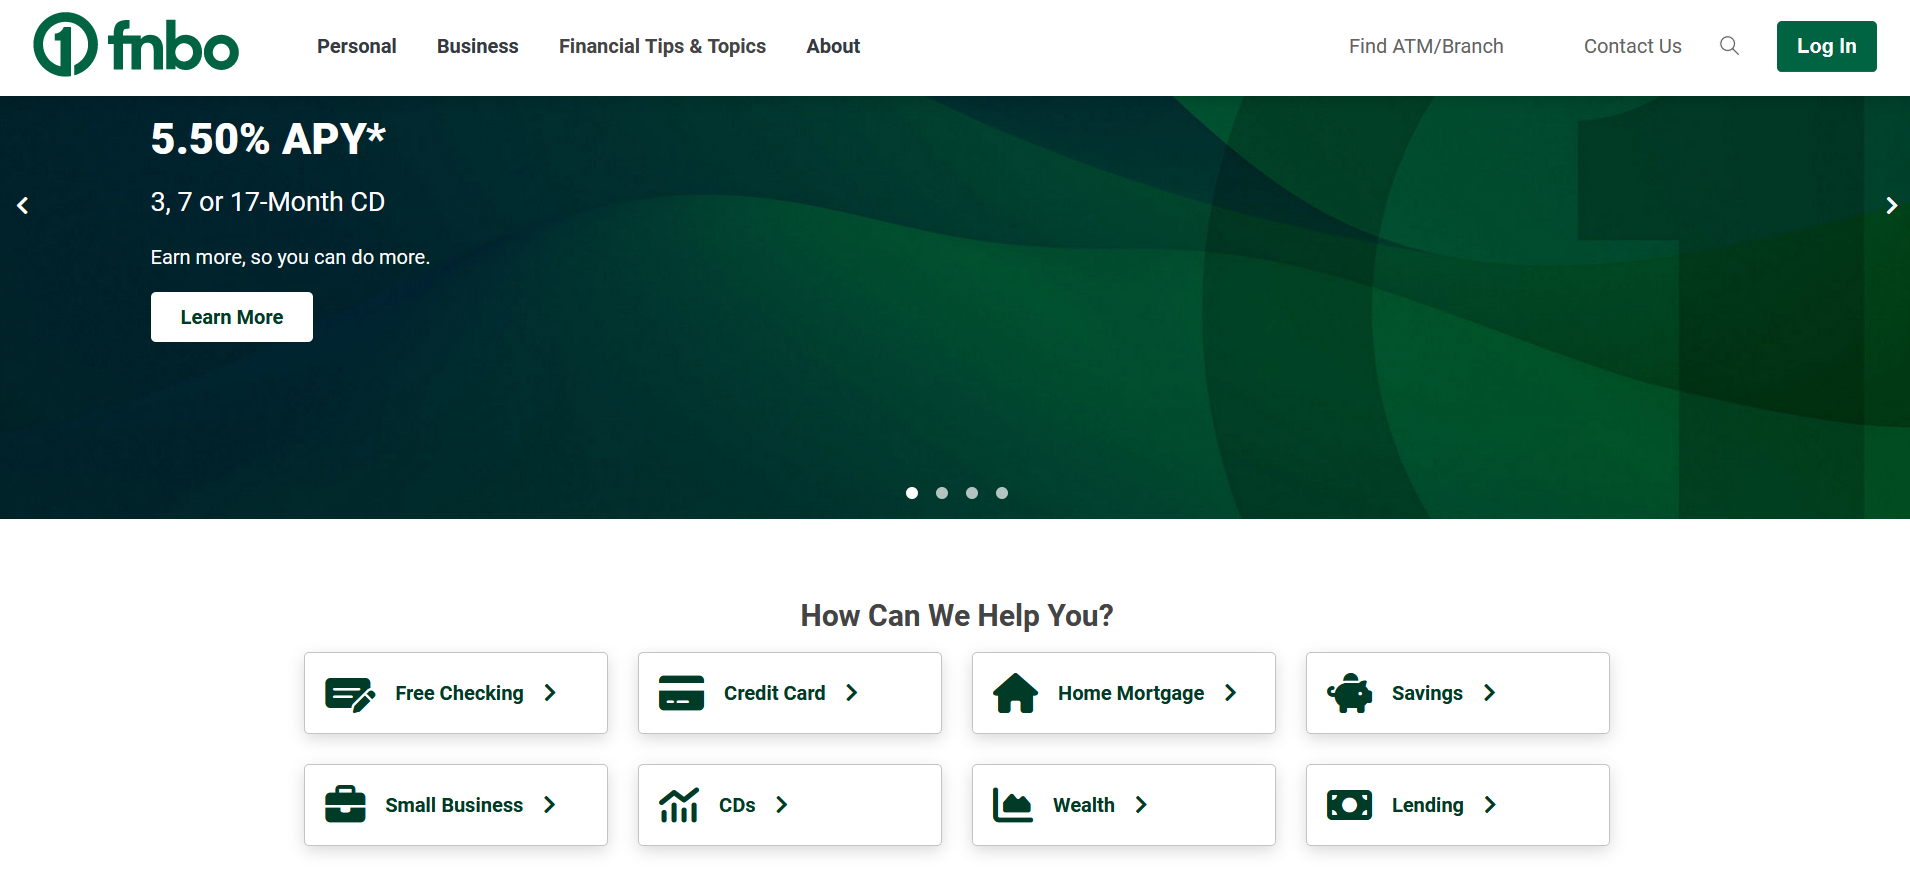 fnbo
Personal
Business
Financial Tips & Topics
About
Find ATM/Branch
Contact Us
Log In
5.50% APY*
3, 7 or 17-Month CD
Earn more, so you can do more.
Learn More
How Can We Help You?
Free Checking
Credit Card
Home Mortgage
Savings
Small Business
CDs
Wealth
Lending